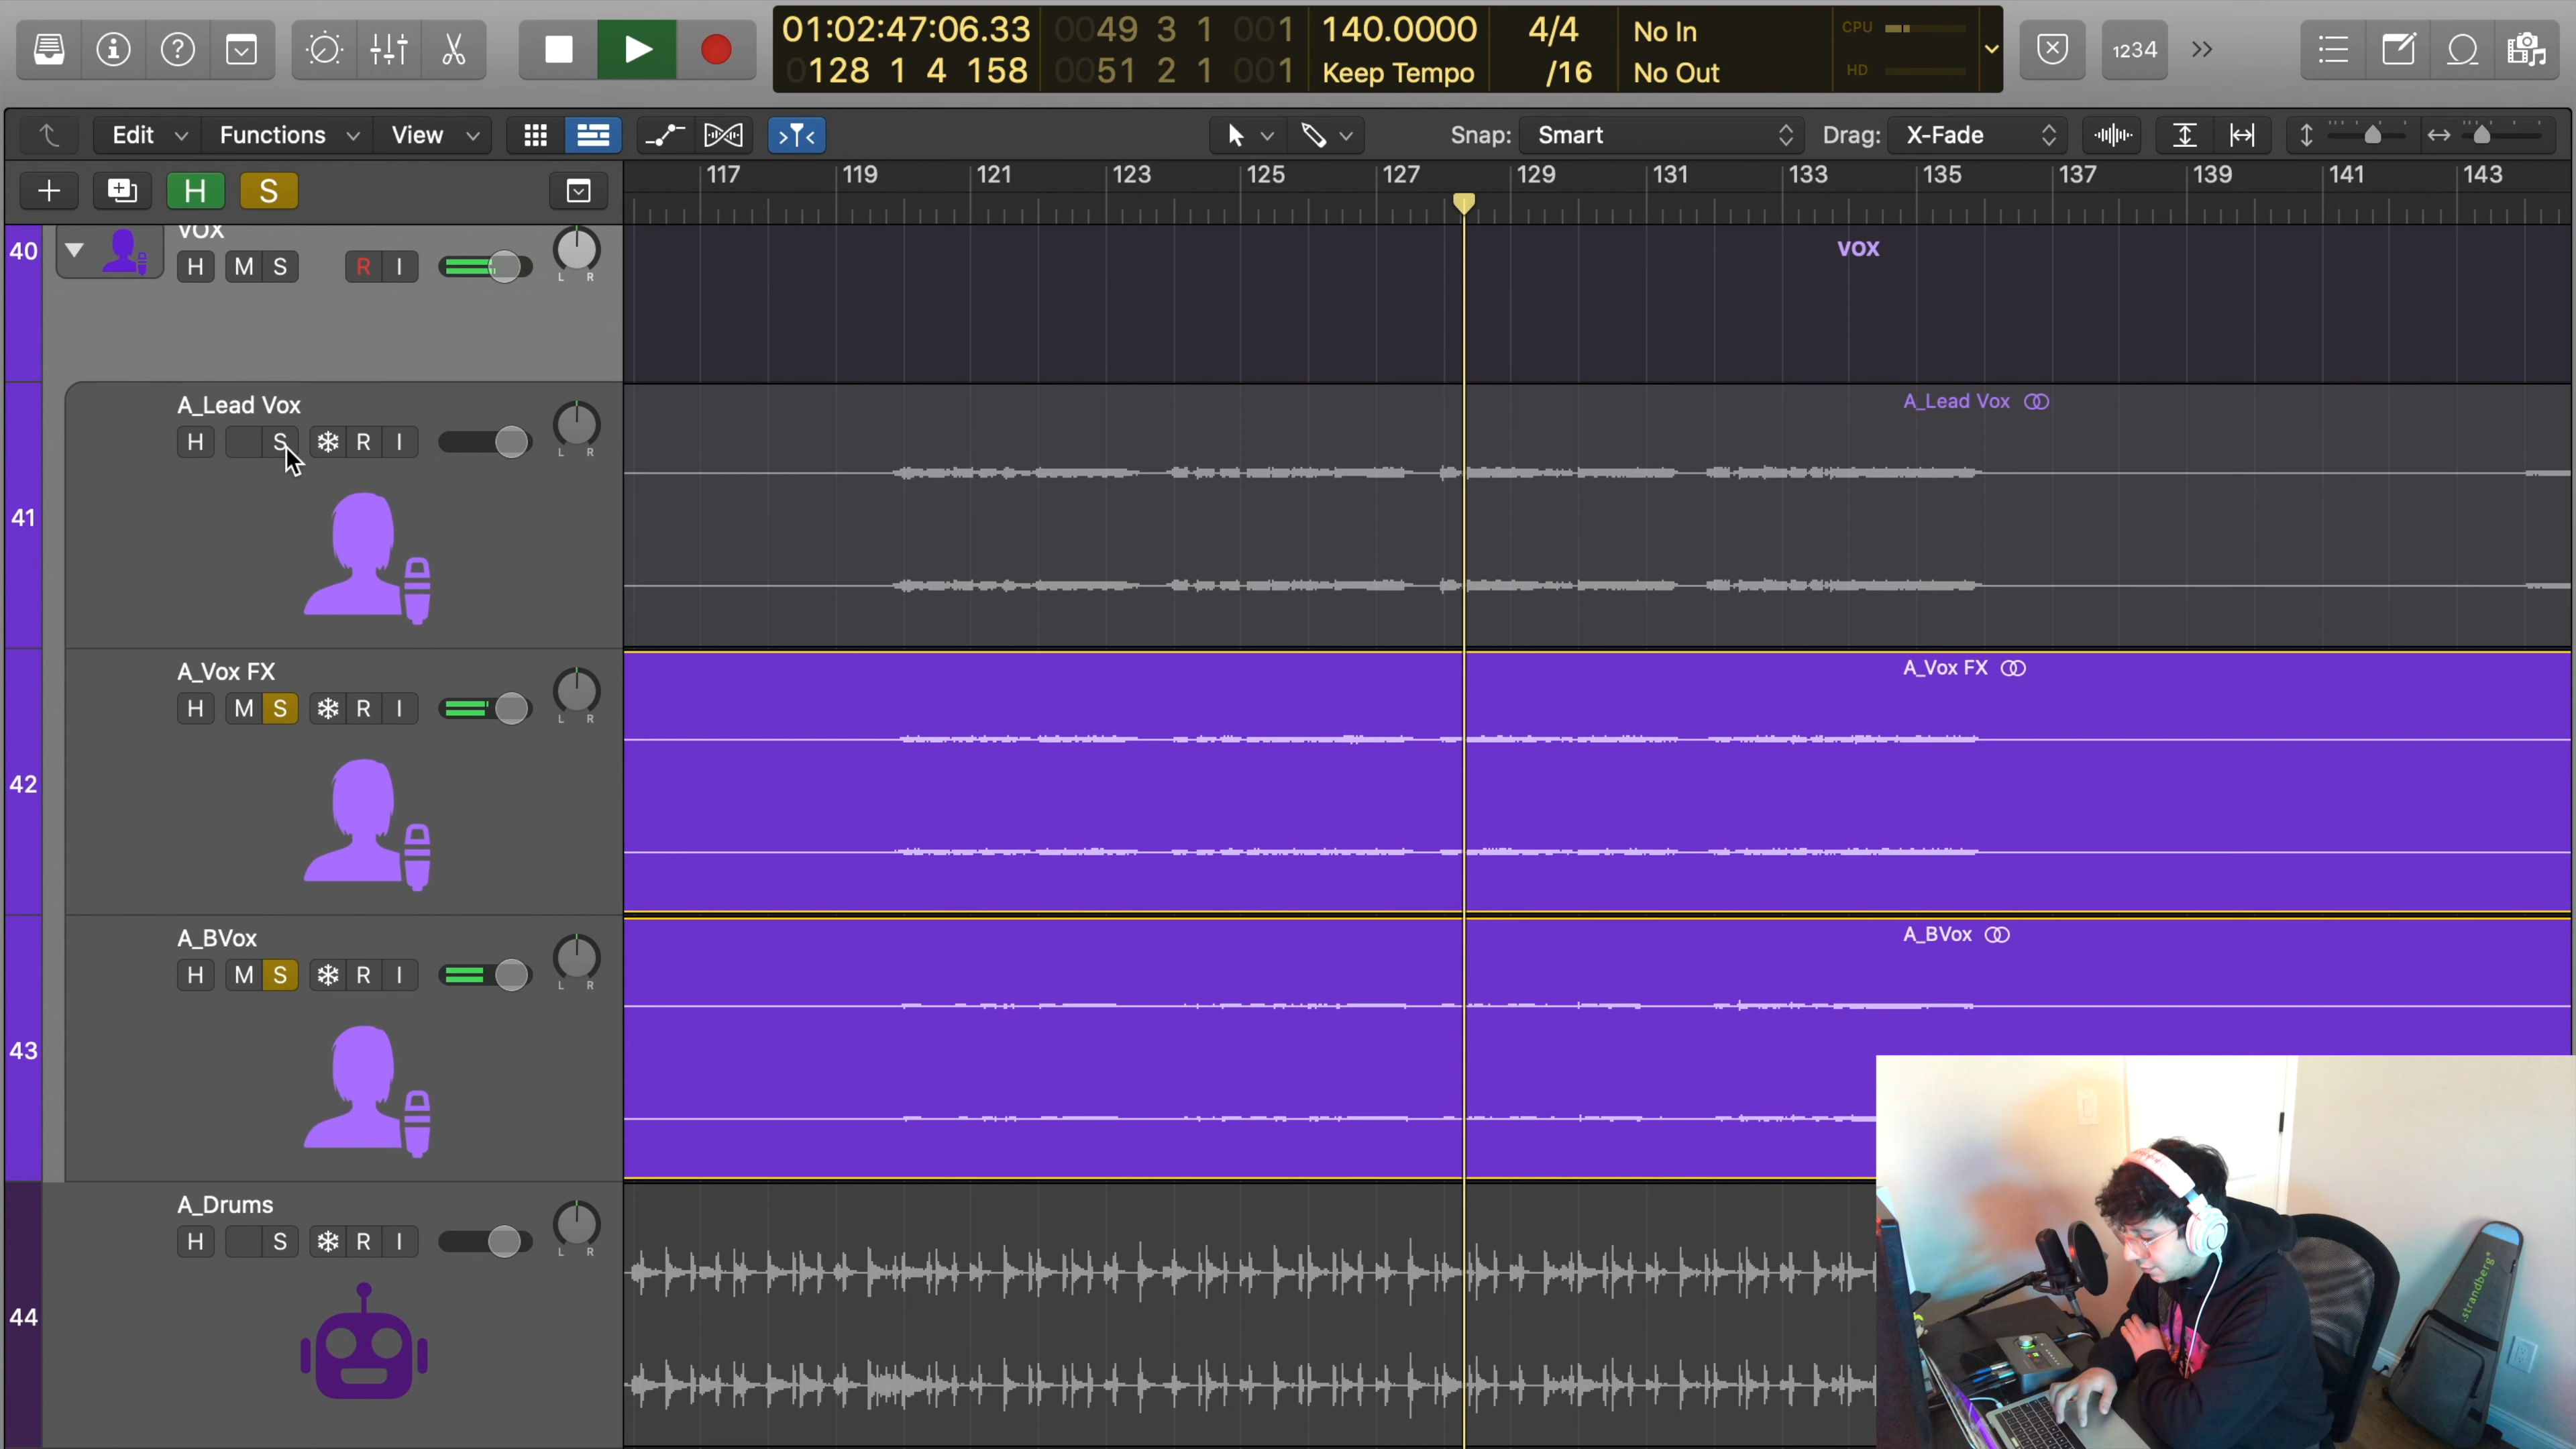 01:02:47:06.33 0049 3 1 001 140.0000 4/4 No In CPU
0128 1 4 158 0051 2 1 001 Keep Tempo /16 No Out HD
1234
Edit Functions View Snap: Smart Drag: X-Fade
H S 117 119 121 123 125 127 129 131 133 135 137 139 141 143
40 VOX
H M S R I L R
vox
A_Lead Vox
H S R I L R
41
A_Lead Vox
A_Vox FX
H M S R I L R
42
A_Vox FX
A_BVox
H M S R I L R
43
A_BVox
A_Drums
H S R I L R
44
.strandberg*